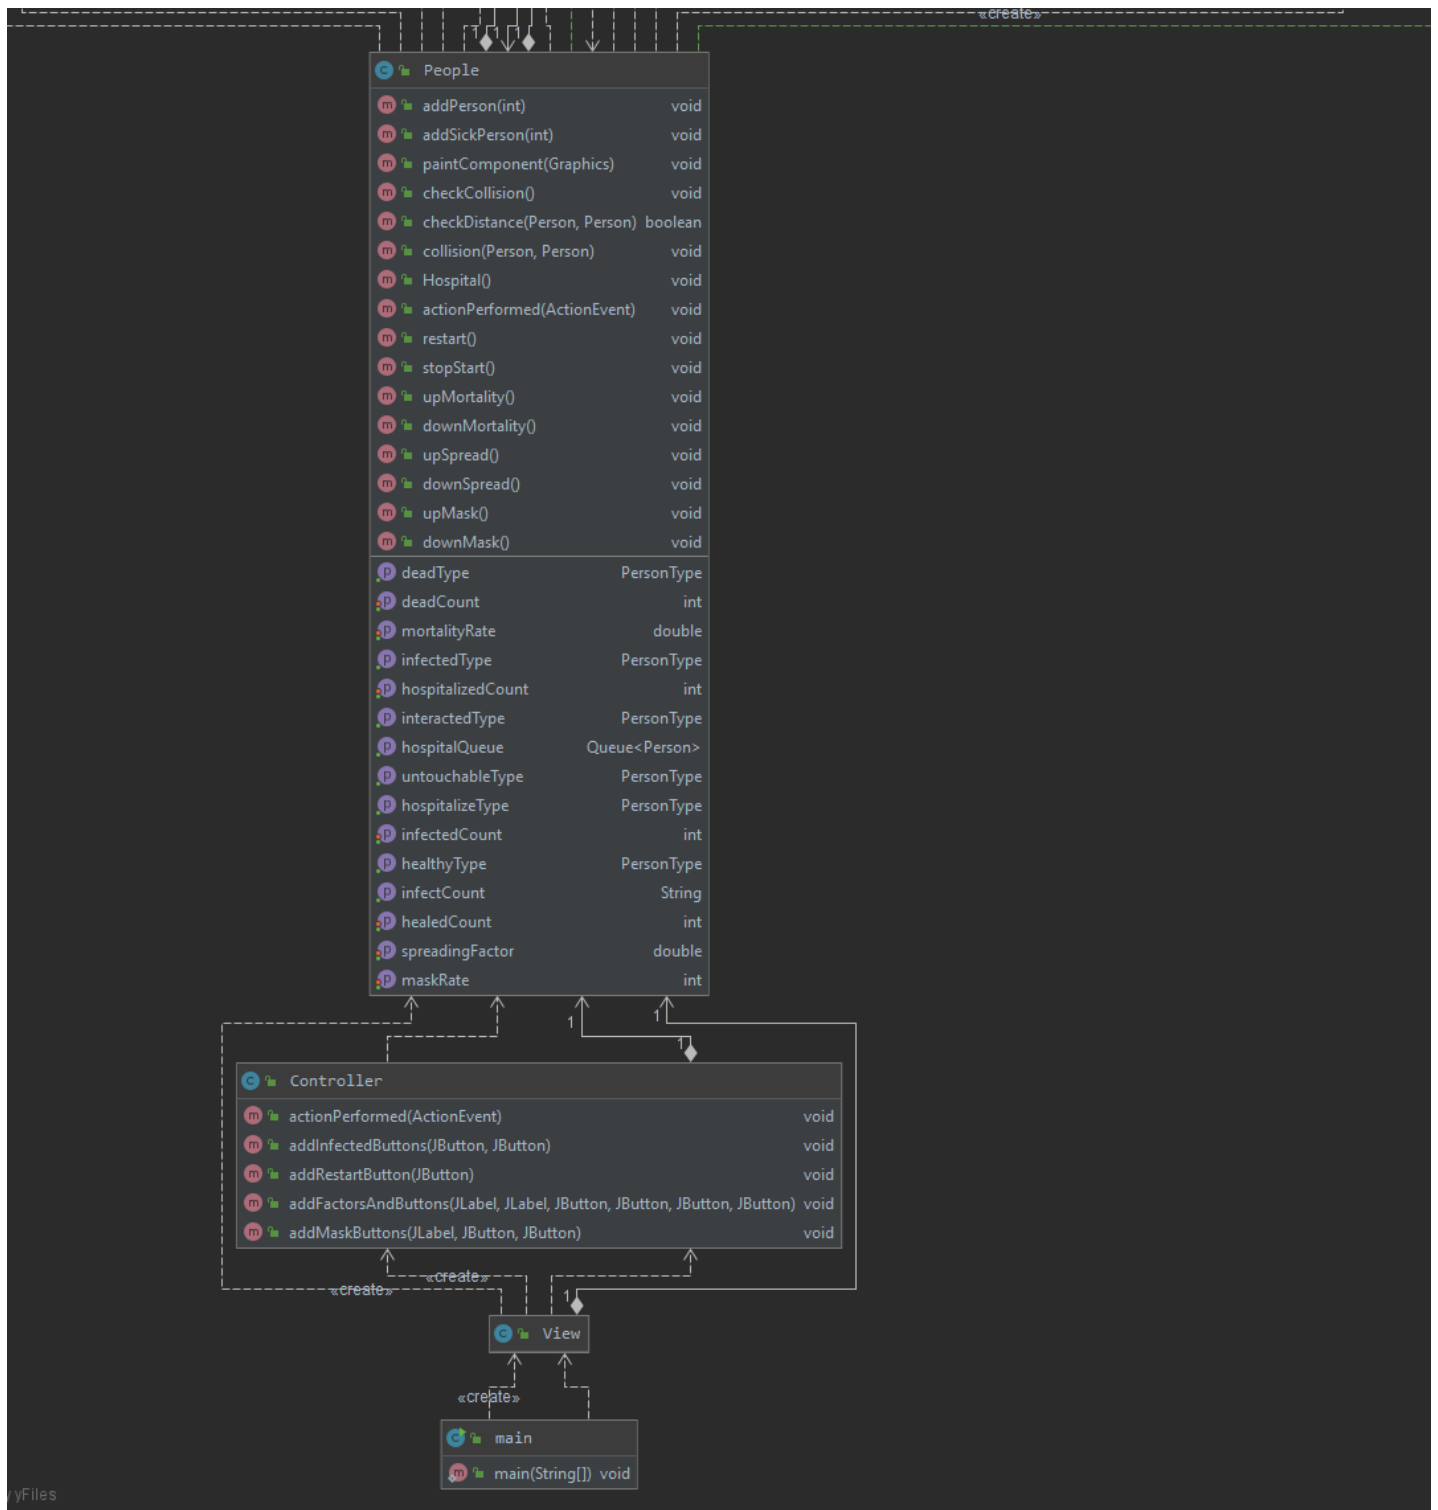 «create»
1 1 1
People
addPerson(int) void
addSickPerson(int) void
paintComponent(Graphics) void
checkCollision() void
checkDistance(Person, Person) boolean
collision(Person, Person) void
Hospital() void
actionPerformed(ActionEvent) void
restart() void
stopStart() void
upMortality() void
downMortality() void
upSpread() void
downSpread() void
upMask() void
downMask() void
deadType PersonType
deadCount int
mortalityRate double
infectedType PersonType
hospitalizedCount int
interactedType PersonType
hospitalQueue Queue<Person>
untouchableType PersonType
hospitalizeType PersonType
infectedCount int
healthyType PersonType
infectCount String
healedCount int
spreadingFactor double
maskRate int
1 1
1
Controller
actionPerformed(ActionEvent) void
addInfectedButtons(JButton, JButton) void
addRestartButton(JButton) void
addFactorsAndButtons(JLabel, JLabel, JButton, JButton, JButton, JButton) void
addMaskButtons(JLabel, JButton, JButton) void
«create»
«create»
1
View
«create»
main
main(String[]) void
yFiles